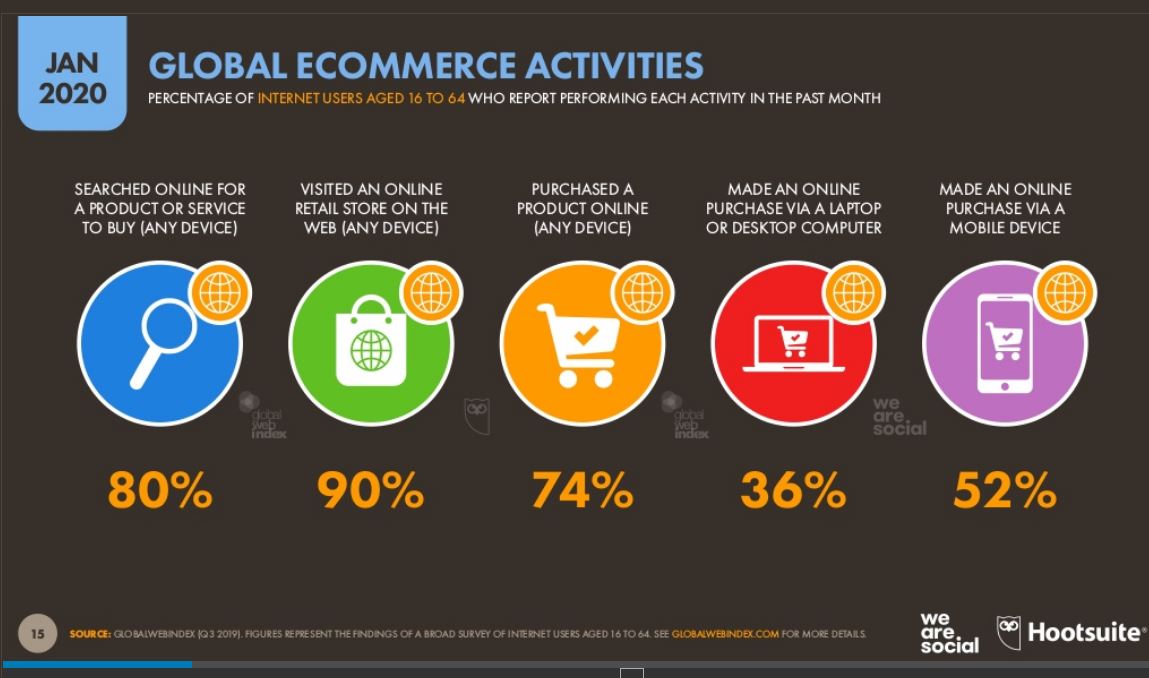 JAN
2020
GLOBAL ECOMMERCE ACTIVITIES
PERCENTAGE OF INTERNET USERS AGED 16 TO 64 WHO REPORT PERFORMING EACH ACTIVITY IN THE PAST MONTH
SEARCHED ONLINE FOR
A PRODUCT OR SERVICE
TO BUY (ANY DEVICE)
VISITED AN ONLINE
RETAIL STORE ON THE
WEB (ANY DEVICE)
PURCHASED A
PRODUCT ONLINE
(ANY DEVICE)
MADE AN ONLINE
PURCHASE VIA A LAPTOP
OR DESKTOP COMPUTER
MADE AN ONLINE
PURCHASE VIA A
MOBILE DEVICE
global
web
index
global
web
index
we
are
social
80%
90%
74%
36%
52%
15
SOURCE: GLOBALWEBINDEX (Q3 2019). FIGURES REPRESENT THE FINDINGS OF A BROAD SURVEY OF INTERNET USERS AGED 16 TO 64. SEE GLOBALWEBINDEX.COM FOR MORE DETAILS.
we
are
social
Hootsuite®